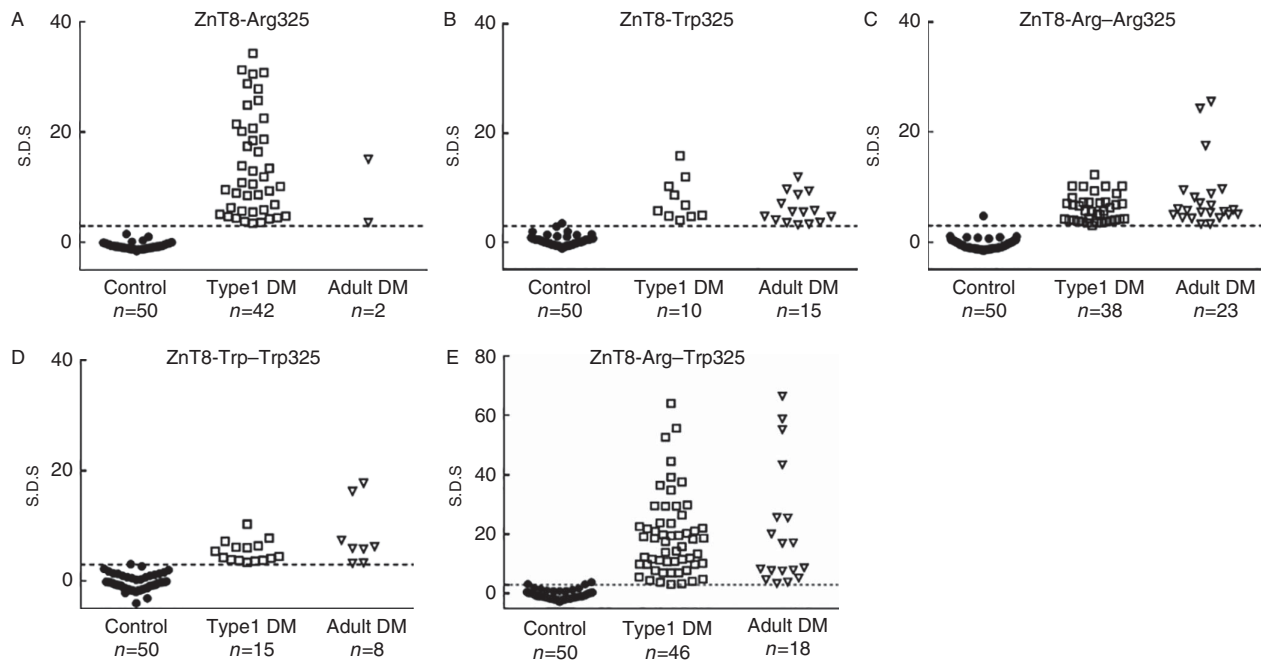 A ZnT8-Arg325
40
20
0
S.D.S
Control Type1 DM Adult DM
n=50 n=42 n=2
B ZnT8-Trp325
40
20
0
S.D.S
Control Type1 DM Adult DM
n=50 n=10 n=15
C ZnT8-Arg–Arg325
40
20
0
S.D.S
Control Type1 DM Adult DM
n=50 n=38 n=23
D ZnT8-Trp–Trp325
40
20
0
S.D.S
Control Type1 DM Adult DM
n=50 n=15 n=8
E ZnT8-Arg–Trp325
80
60
40
20
0
S.D.S
Control Type1 DM Adult DM
n=50 n=46 n=18